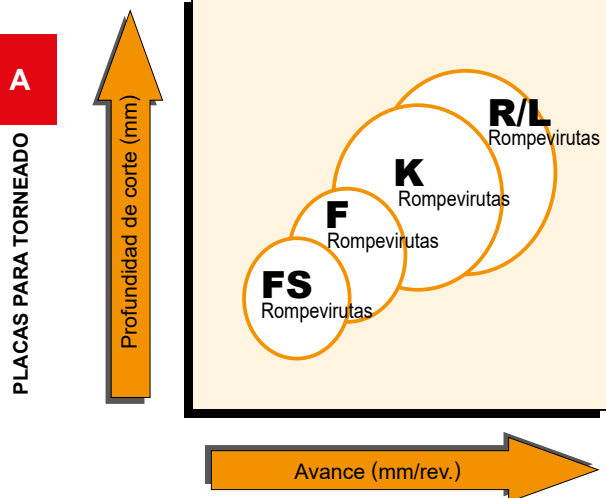 A
PLACAS PARA TORNEADO
Profundidad de corte (mm)
R/L
Rompevirutas
K
Rompevirutas
F
Rompevirutas
FS
Rompevirutas
Avance (mm/rev.)